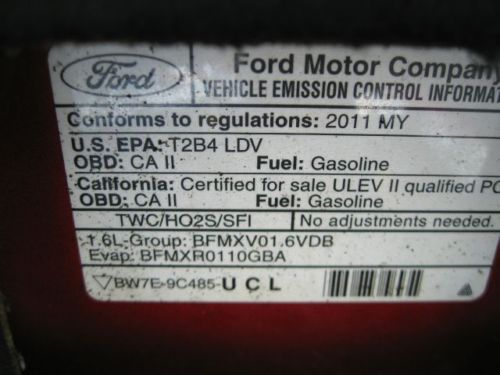 Ford
Ford Motor Company
VEHICLE EMISSION CONTROL INFORMAT
Conforms to regulations: 2011 MY
U.S. EPA: T2B4 LDV
OBD: CA II Fuel: Gasoline
California: Certified for sale ULEV II qualified PC
OBD: CA II Fuel: Gasoline
TWC/HO2S/SFI No adjustments needed.
1.6L-Group: BFMXV01.6VDB
Evap: BFMXR0110GBA
BW7E-9C485-U C L